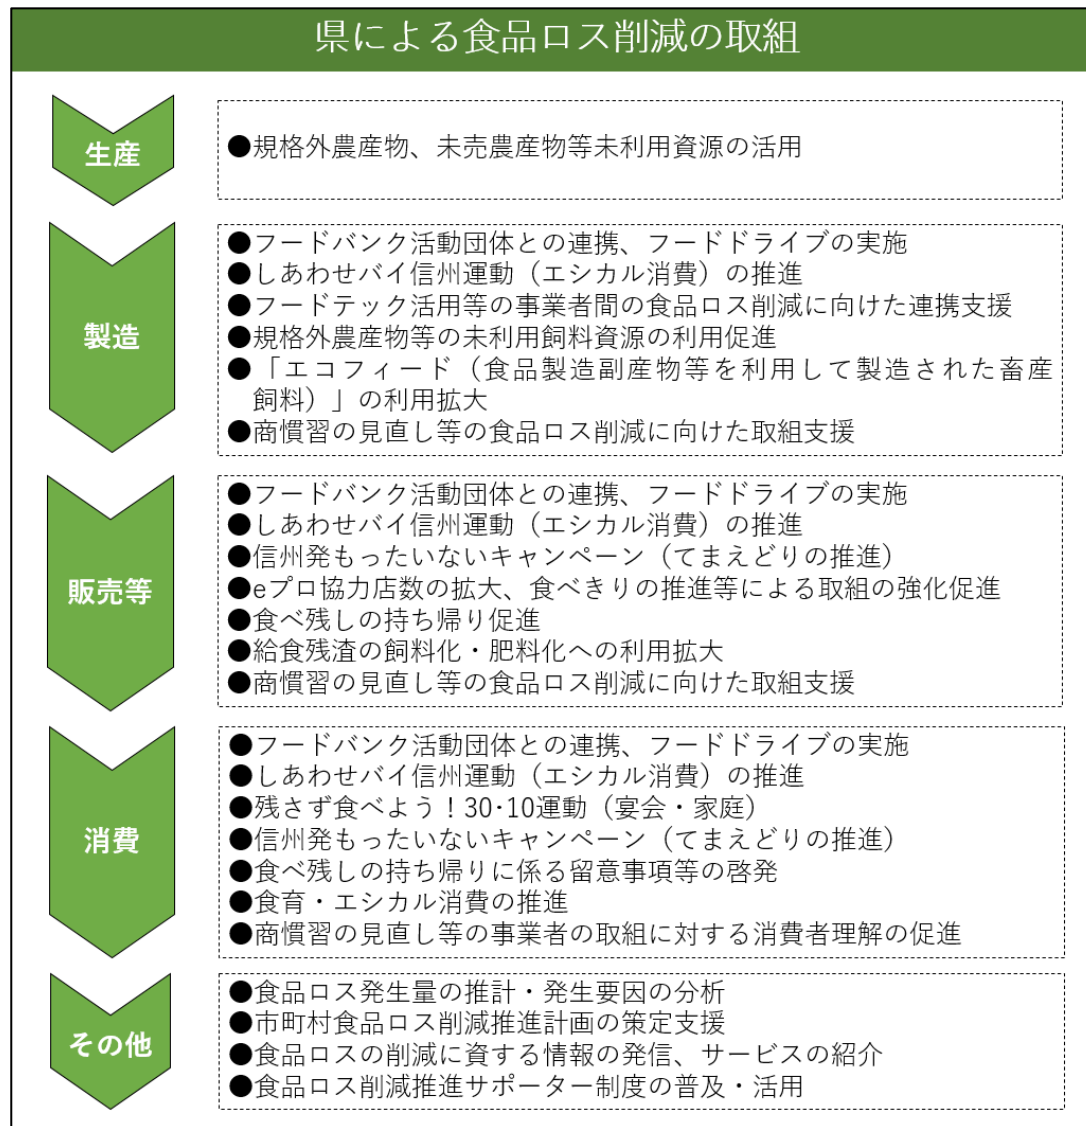 県による食品ロス削減の取組
生産
●規格外農産物、未売農産物等未利用資源の活用
製造
●フードバンク活動団体との連携、フードドライブの実施
●しあわせバイ信州運動（エシカル消費）の推進
●フードテック活用等の事業者間の食品ロス削減に向けた連携支援
●規格外農産物等の未利用飼料資源の利用促進
●「エコフィード（食品製造副産物等を利用して製造された畜産
飼料）」の利用拡大
●商慣習の見直し等の食品ロス削減に向けた取組支援
販売等
●フードバンク活動団体との連携、フードドライブの実施
●しあわせバイ信州運動（エシカル消費）の推進
●信州発もったいないキャンペーン（てまえどりの推進）
●eプロ協力店数の拡大、食べきりの推進等による取組の強化促進
●食べ残しの持ち帰り促進
●給食残渣の飼料化・肥料化への利用拡大
●商慣習の見直し等の食品ロス削減に向けた取組支援
消費
●フードバンク活動団体との連携、フードドライブの実施
●しあわせバイ信州運動（エシカル消費）の推進
●残さず食べよう！30･10運動（宴会・家庭）
●信州発もったいないキャンペーン（てまえどりの推進）
●食べ残しの持ち帰りに係る留意事項等の啓発
●食育・エシカル消費の推進
●商慣習の見直し等の事業者の取組に対する消費者理解の促進
その他
●食品ロス発生量の推計・発生要因の分析
●市町村食品ロス削減推進計画の策定支援
●食品ロスの削減に資する情報の発信、サービスの紹介
●食品ロス削減推進サポーター制度の普及・活用